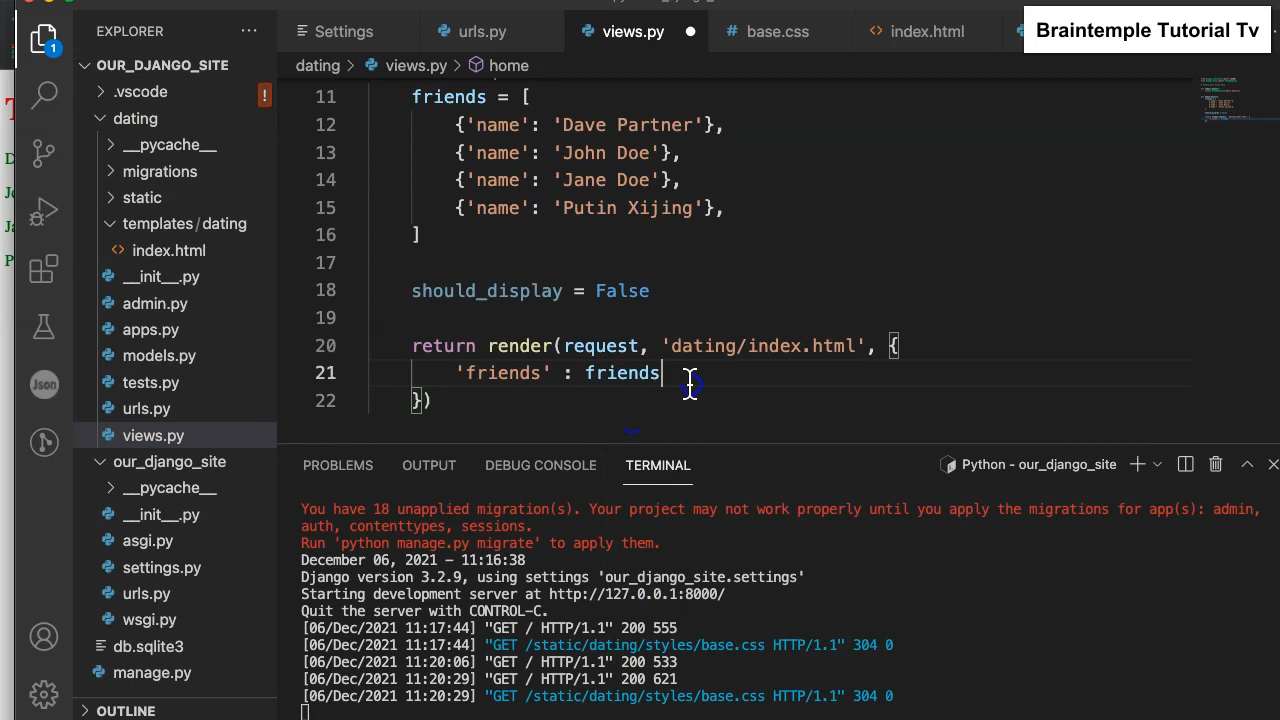 Braintemple Tutorial Tv
EXPLORER
Settings
urls.py
views.py
base.css
index.html
OUR_DJANGO_SITE
dating > views.py > home
.vscode
dating
__pycache__
migrations
static
templates/dating
index.html
__init__.py
admin.py
apps.py
models.py
tests.py
urls.py
views.py
our_django_site
__pycache__
__init__.py
asgi.py
settings.py
urls.py
wsgi.py
db.sqlite3
manage.py
OUTLINE
1
Json
11 friends = [
12 {'name': 'Dave Partner'},
13 {'name': 'John Doe'},
14 {'name': 'Jane Doe'},
15 {'name': 'Putin Xijing'},
16 ]
17
18 should_display = False
19
20 return render(request, 'dating/index.html', {
21 'friends' : friends
22 })
PROBLEMS OUTPUT DEBUG CONSOLE TERMINAL
Python - our_django_site
You have 18 unapplied migration(s). Your project may not work properly until you apply the migrations for app(s): admin,
auth, contenttypes, sessions.
Run 'python manage.py migrate' to apply them.
December 06, 2021 - 11:16:38
Django version 3.2.9, using settings 'our_django_site.settings'
Starting development server at http://127.0.0.1:8000/
Quit the server with CONTROL-C.
[06/Dec/2021 11:17:44] "GET / HTTP/1.1" 200 555
[06/Dec/2021 11:17:44] "GET /static/dating/styles/base.css HTTP/1.1" 304 0
[06/Dec/2021 11:20:06] "GET / HTTP/1.1" 200 533
[06/Dec/2021 11:20:29] "GET / HTTP/1.1" 200 621
[06/Dec/2021 11:20:29] "GET /static/dating/styles/base.css HTTP/1.1" 304 0